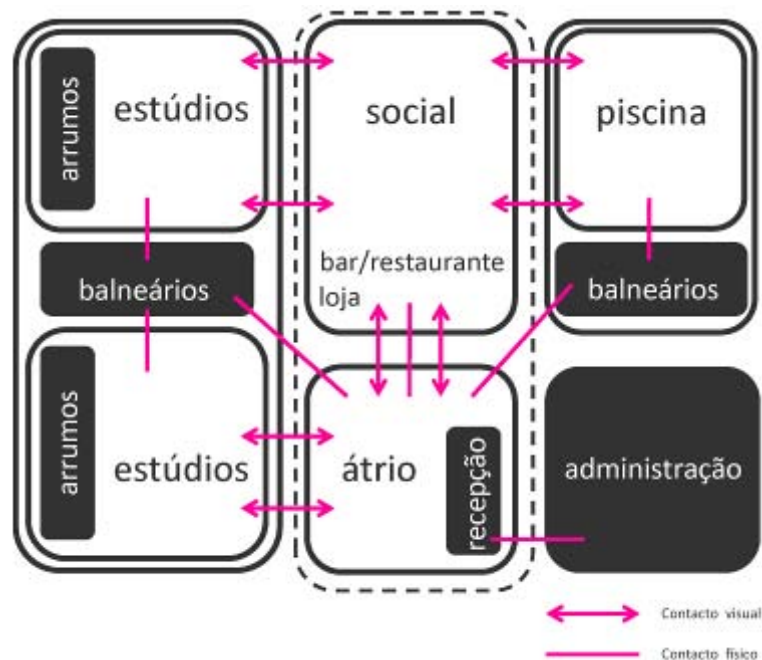 arrumos
estúdios
social
bar/restaurante
loja
piscina
balneários
balneários
arrumos
estúdios
átrio
recepção
administração
Contacto visual
Contacto físico